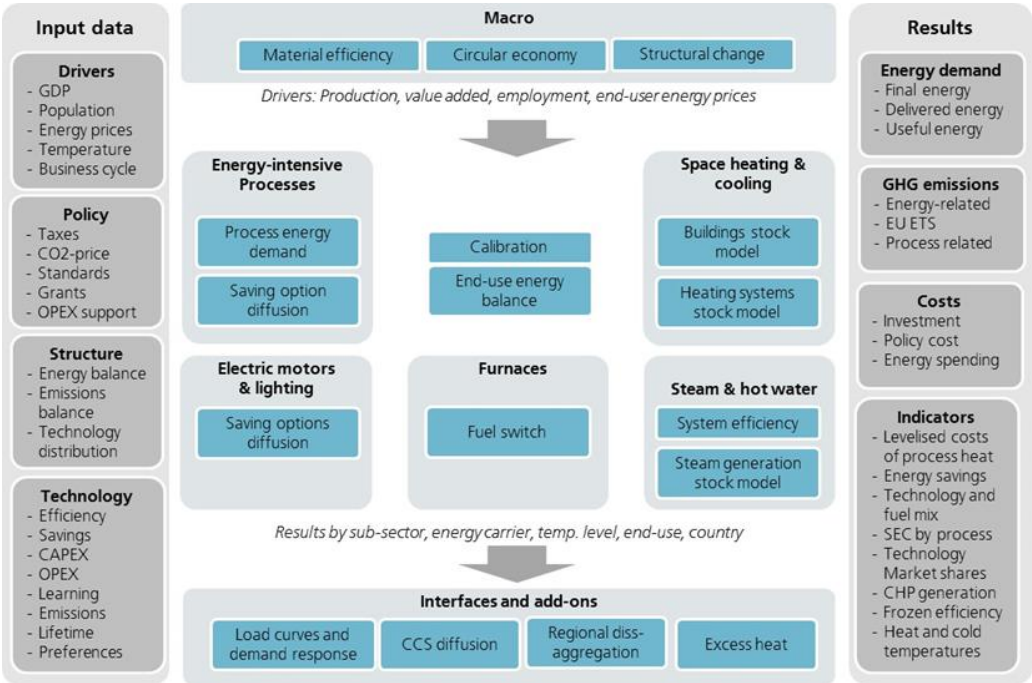 Input data
Drivers
- GDP
- Population
- Energy prices
- Temperature
- Business cycle
Policy
- Taxes
- CO2-price
- Standards
- Grants
- OPEX support
Structure
- Energy balance
- Emissions
balance
- Technology
distribution
Technology
- Efficiency
- Savings
- CAPEX
- OPEX
- Learning
- Emissions
- Lifetime
- Preferences
Macro
Material efficiency
Circular economy
Structural change
Drivers: Production, value added, employment, end-user energy prices
Energy-intensive
Processes
Process energy
demand
Saving option
diffusion
Calibration
End-use energy
balance
Space heating &
cooling
Buildings stock
model
Heating systems
stock model
Electric motors
& lighting
Saving options
diffusion
Furnaces
Fuel switch
Steam & hot water
System efficiency
Steam generation
stock model
Results by sub-sector, energy carrier, temp. level, end-use, country
Interfaces and add-ons
Load curves and
demand response
CCS diffusion
Regional diss-
aggregation
Excess heat
Results
Energy demand
- Final energy
- Delivered energy
- Useful energy
GHG emissions
- Energy-related
- EU ETS
- Process related
Costs
- Investment
- Policy cost
- Energy spending
Indicators
- Levelised costs
of process heat
- Energy savings
- Technology and
fuel mix
- SEC by process
- Technology
Market shares
- CHP generation
- Frozen efficiency
- Heat and cold
temperatures